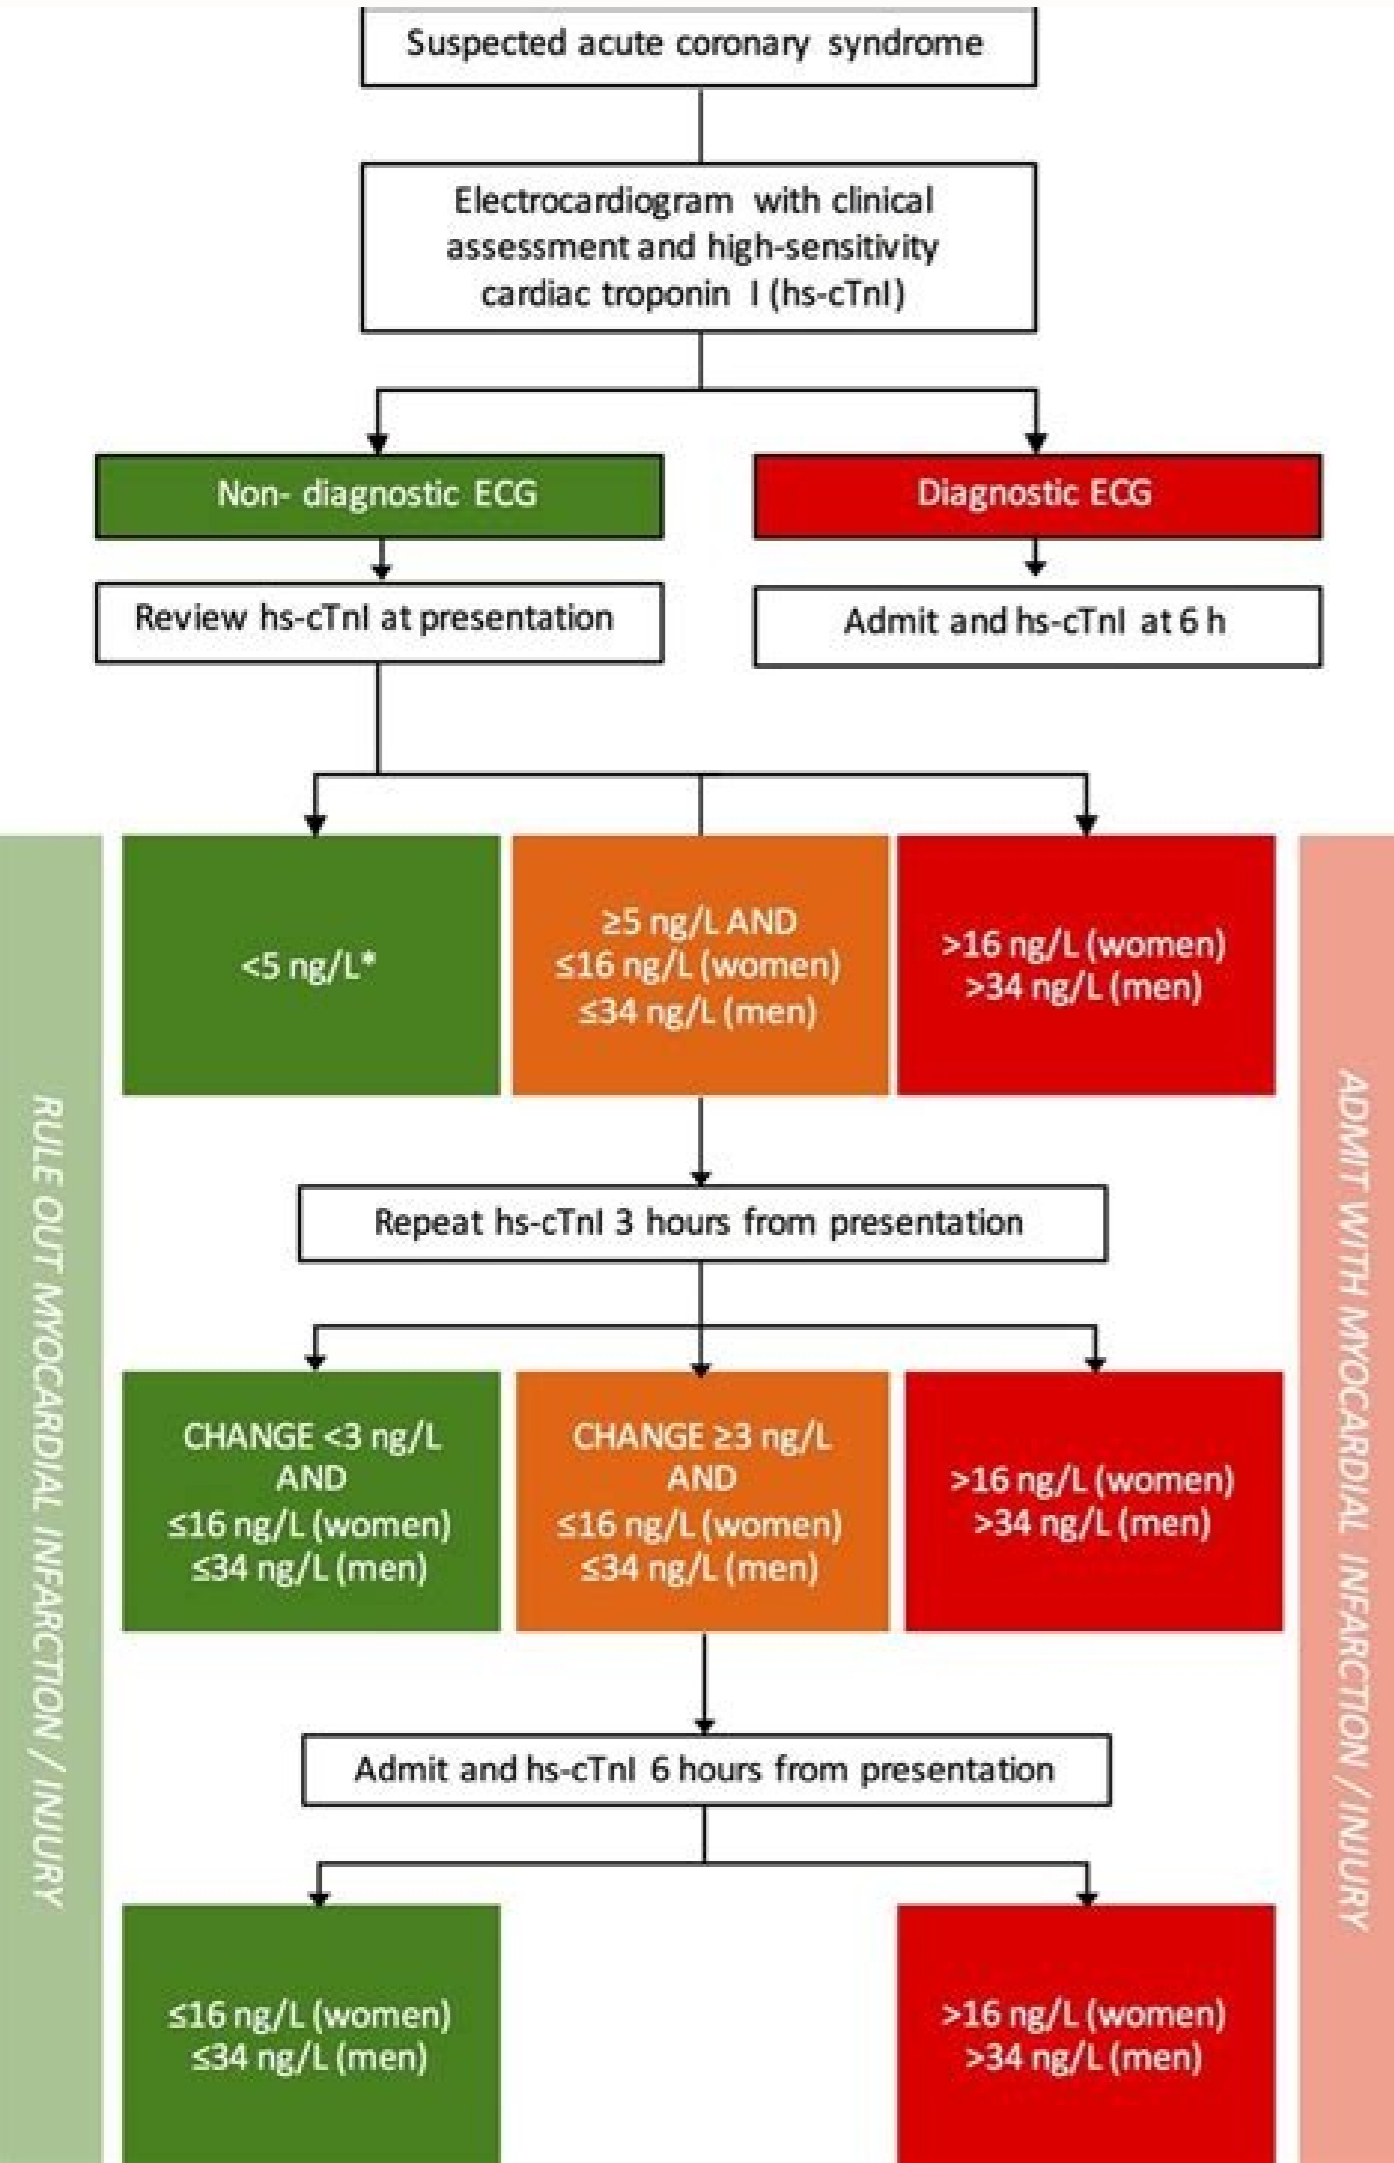 Suspected acute coronary syndrome
Electrocardiogram with clinical
assessment and high-sensitivity
cardiac troponin I (hs-cTnI)
Non- diagnostic ECG
Diagnostic ECG
Review hs-cTnI at presentation
Admit and hs-cTnI at 6 h
<5 ng/L*
≥5 ng/L AND
≤16 ng/L (women)
≤34 ng/L (men)
>16 ng/L (women)
>34 ng/L (men)
Repeat hs-cTnI 3 hours from presentation
CHANGE <3 ng/L
AND
≤16 ng/L (women)
≤34 ng/L (men)
CHANGE ≥3 ng/L
AND
≤16 ng/L (women)
≤34 ng/L (men)
>16 ng/L (women)
>34 ng/L (men)
Admit and hs-cTnI 6 hours from presentation
≤16 ng/L (women)
≤34 ng/L (men)
>16 ng/L (women)
>34 ng/L (men)
RULE OUT MYOCARDIAL INFARCTION / INJURY
ADMIT WITH MYOCARDIAL INFARCTION / INJURY